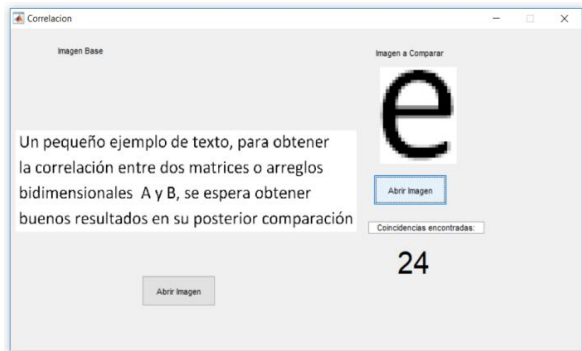 Correlacion
Imagen Base
Imagen a Comparar
e
Un pequeño ejemplo de texto, para obtener
la correlación entre dos matrices o arreglos
bidimensionales A y B, se espera obtener
buenos resultados en su posterior comparación
Abrir Imagen
Coincidencias encontradas:
24
Abrir Imagen